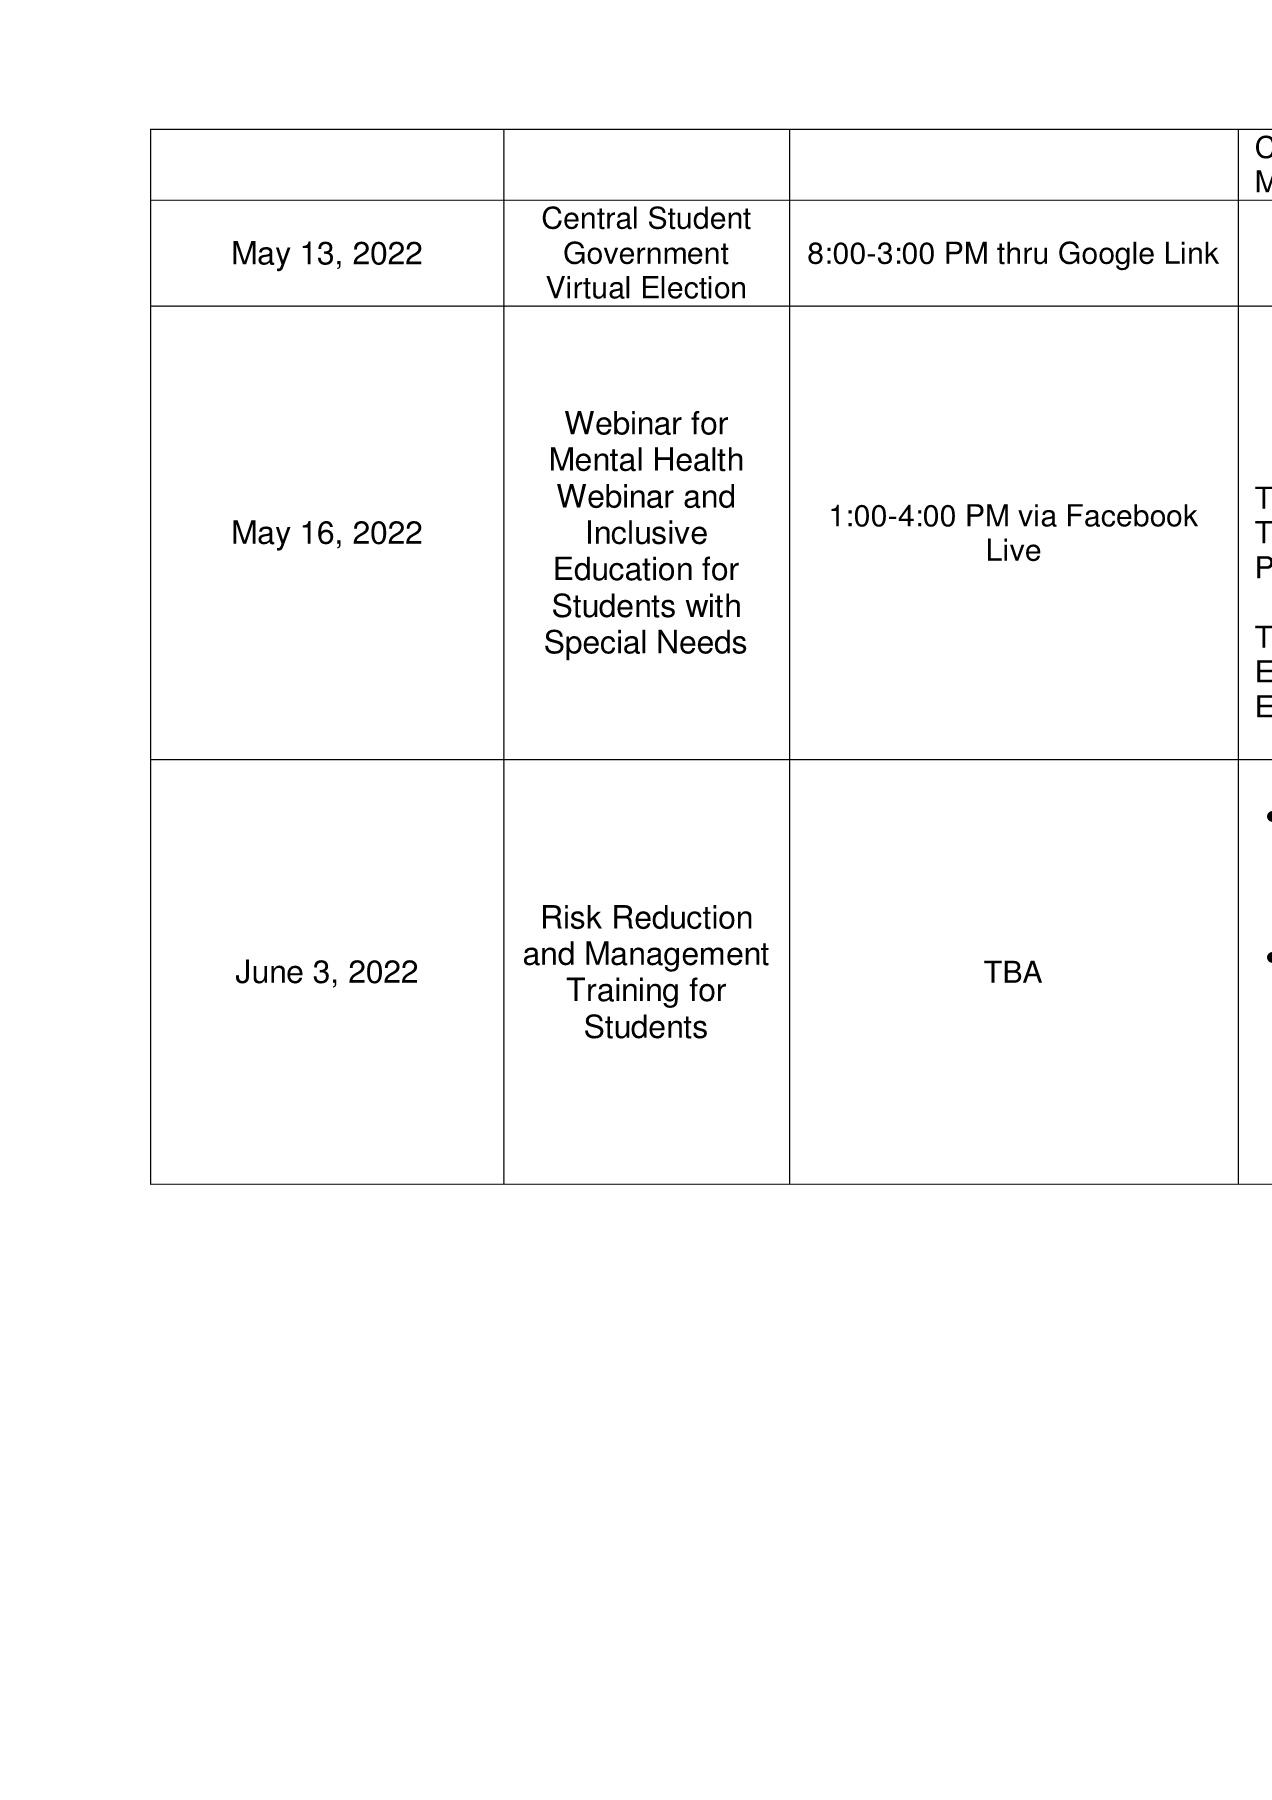 May 13, 2022
Central Student
Government
Virtual Election
8:00-3:00 PM thru Google Link
May 16, 2022
Webinar for
Mental Health
Webinar and
Inclusive
Education for
Students with
Special Needs
1:00-4:00 PM via Facebook
Live
June 3, 2022
Risk Reduction
and Management
Training for
Students
TBA